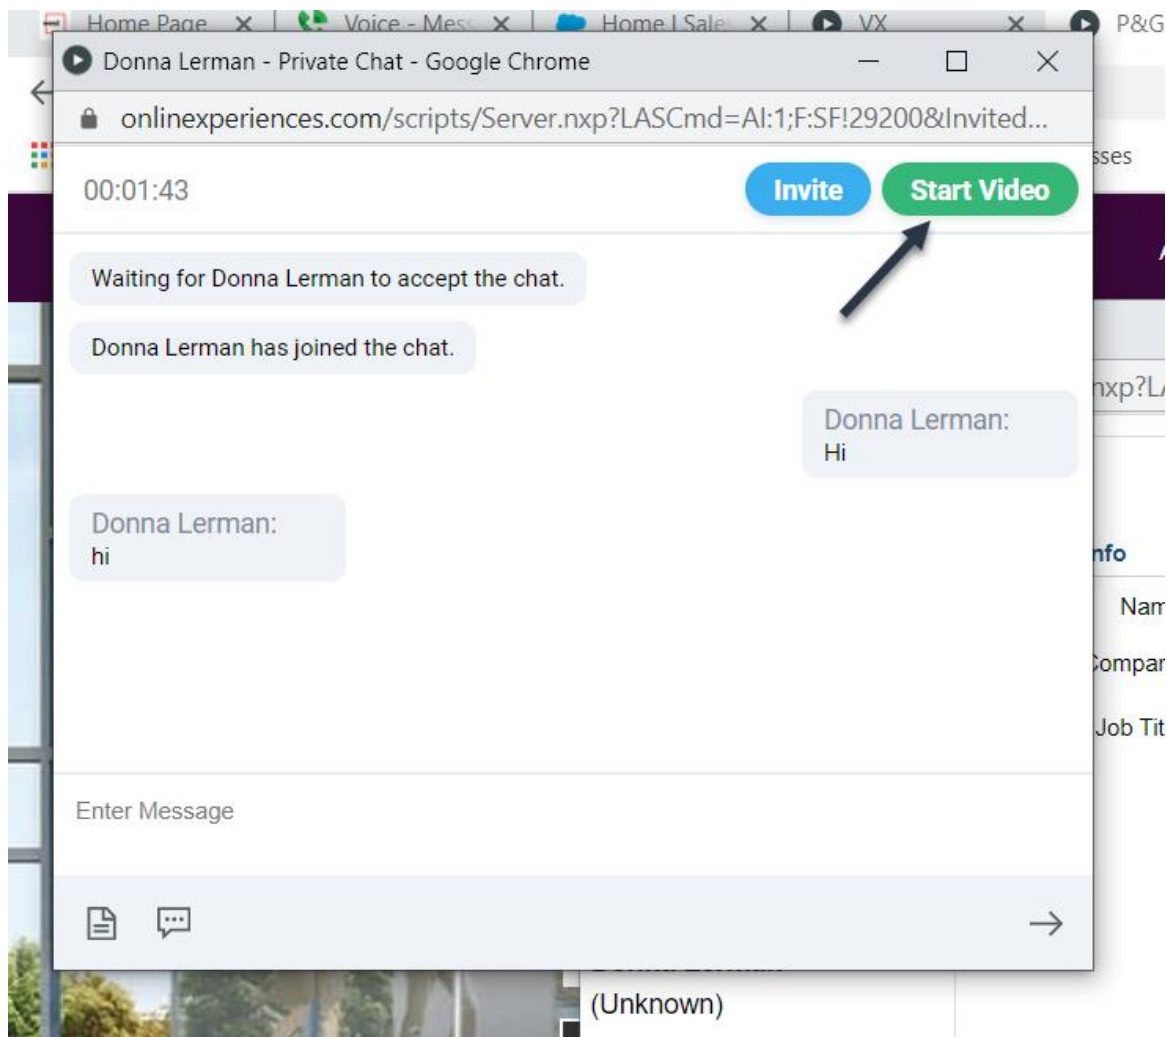 Home Page
Voice - Mess
Home | Sale
VX
P&G
Donna Lerman - Private Chat - Google Chrome
onlinexperiences.com/scripts/Server.nxp?LASCmd=AI:1;F:SF!29200&Invited...
sses
00:01:43
Invite
Start Video
Waiting for Donna Lerman to accept the chat.
Donna Lerman has joined the chat.
nxp?LA
Donna Lerman:
Hi
Donna Lerman:
hi
nfo
Nam
Compar
Job Tit
Enter Message
(Unknown)